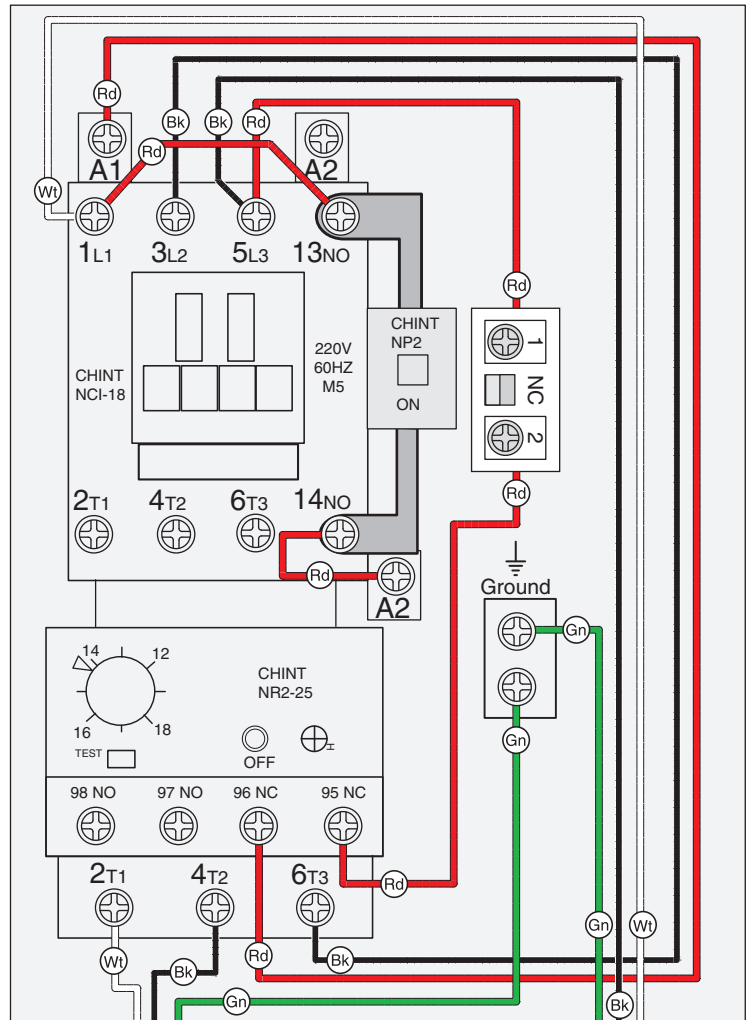 Rd
Bk
Bk
Rd
Rd
A1
A2
Wt
1L1
3L2
5L3
13NO
Rd
CHINT
NCI-18
220V
60HZ
M5
CHINT
NP2
ON
1
NC
2
Rd
2T1
4T2
6T3
14NO
Rd
A2
Ground
Gn
14
12
16
18
TEST
CHINT
NR2-25
OFF
H
Gn
98 NO
97 NO
96 NC
95 NC
Rd
2T1
4T2
6T3
Gn
Wt
Wt
Bk
Rd
Bk
Gn
Bk